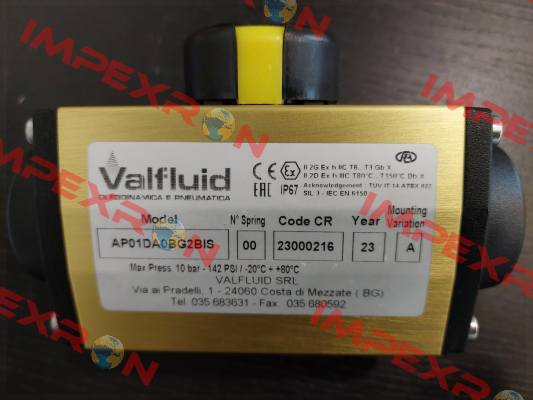 Valfluid
OLEODINAMICA E PNEUMATICA
CE Ex
EAC IP67
II 2G Ex h IIC T6...T3 Gb X
II 2D Ex h IIIC T80°C...T150°C Db X
Acknowledgement : TUV IT 14 ATEX 022
SIL 3 - IEC EN 6150
Model N° Spring Code CR Year Mounting Variation
AP01DA0BG2BIS 00 23000216 23 A
Max Press. 10 bar - 142 PSI / -20°C ÷ +80°C
VALFLUID SRL
Via ai Pradelli, 1 - 24060 Costa di Mezzate ( BG)
Tel. 035 683631 - Fax . 035 680592
IMPEXRON
IMPEXRON
IMPEXRON
IMPEXRON
IMPEXRON